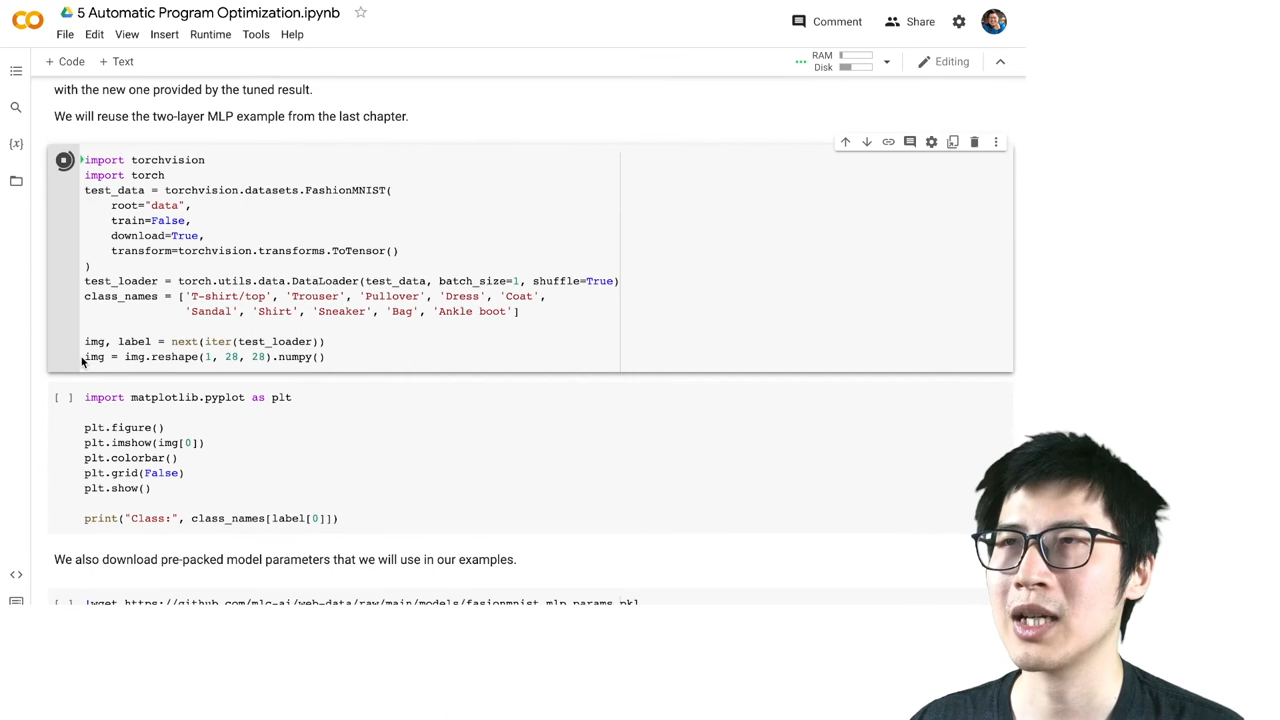 5 Automatic Program Optimization.ipynb
Comment
Share
File Edit View Insert Runtime Tools Help
+ Code + Text
RAM
Disk
Editing
with the new one provided by the tuned result.
We will reuse the two-layer MLP example from the last chapter.
import torchvision
import torch
test_data = torchvision.datasets.FashionMNIST(
    root="data",
    train=False,
    download=True,
    transform=torchvision.transforms.ToTensor()
)
test_loader = torch.utils.data.DataLoader(test_data, batch_size=1, shuffle=True)
class_names = ['T-shirt/top', 'Trouser', 'Pullover', 'Dress', 'Coat',
               'Sandal', 'Shirt', 'Sneaker', 'Bag', 'Ankle boot']
img, label = next(iter(test_loader))
img = img.reshape(1, 28, 28).numpy()
[ ] import matplotlib.pyplot as plt
plt.figure()
plt.imshow(img[0])
plt.colorbar()
plt.grid(False)
plt.show()
print("Class:", class_names[label[0]])
We also download pre-packed model parameters that we will use in our examples.
[ ] !wget https://github.com/mlc-ai/web-data/raw/main/models/fasionmnist_mlp_params.pkl